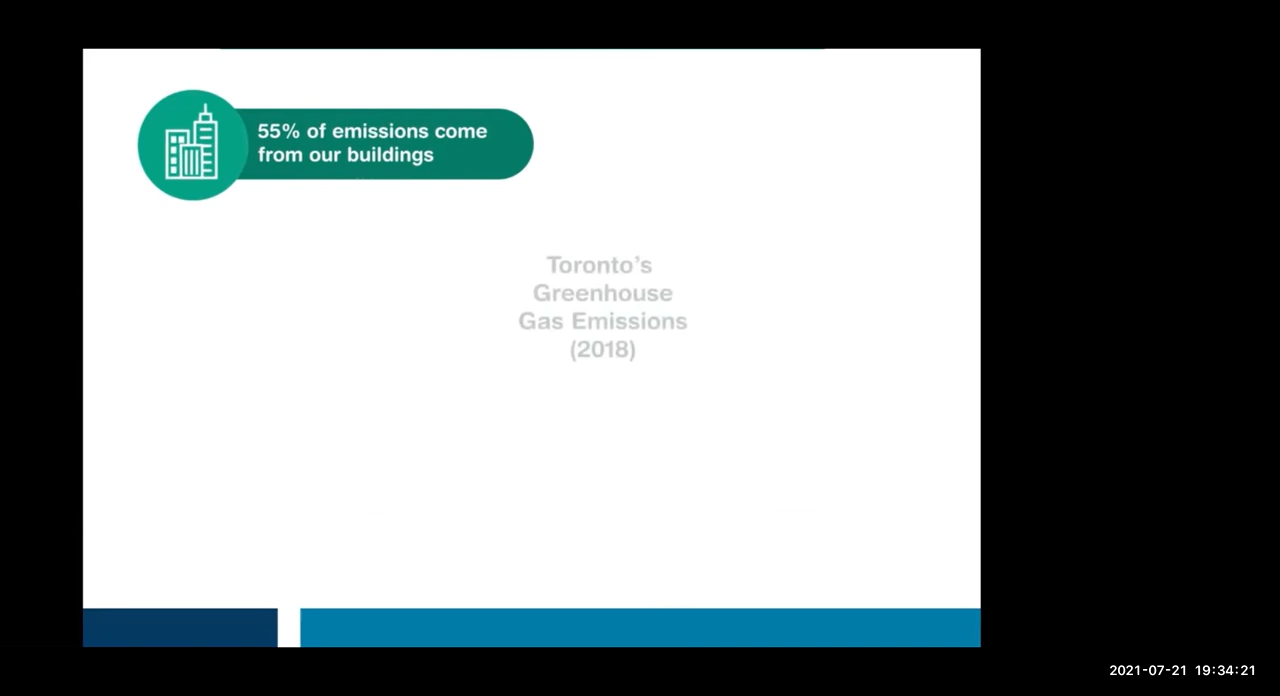 55% of emissions come
from our buildings
Toronto’s
Greenhouse
Gas Emissions
(2018)
2021-07-21 19:34:21